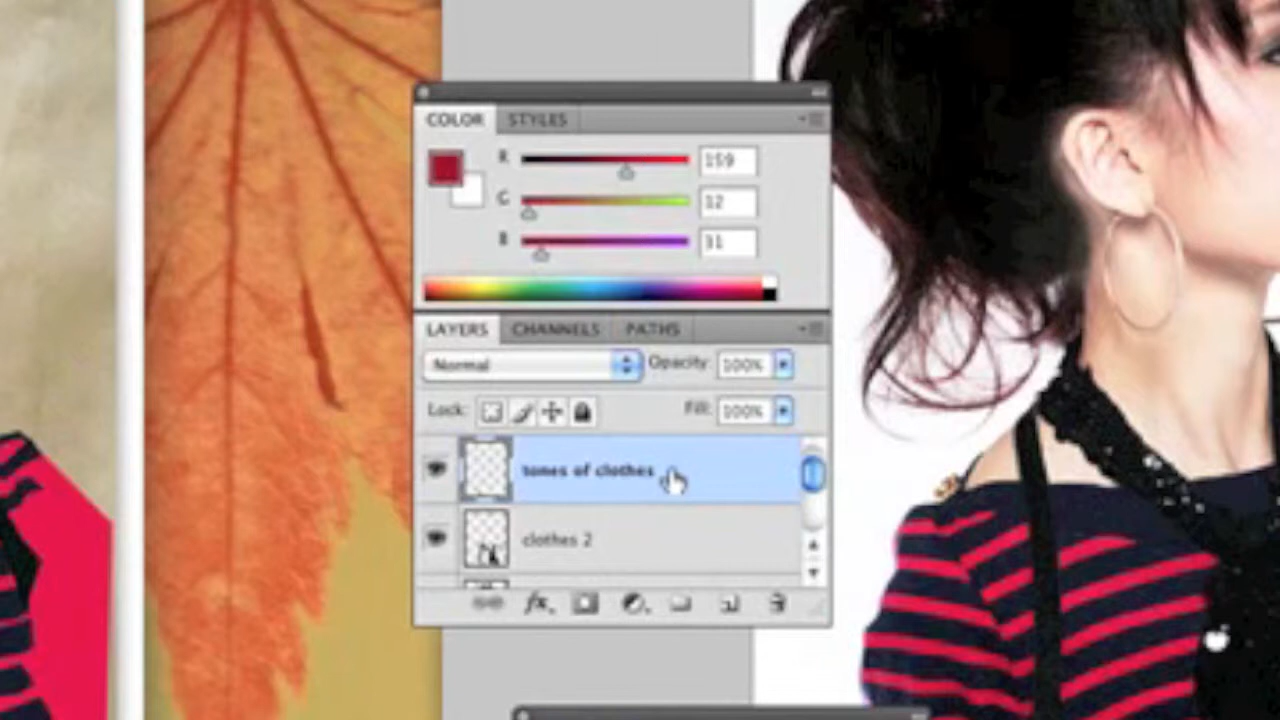 COLOR STYLES
R 159
G 12
B 31
LAYERS CHANNELS PATHS
Normal Opacity: 100%
Lock: Fill: 100%
tones of clothes
clothes 2
fx